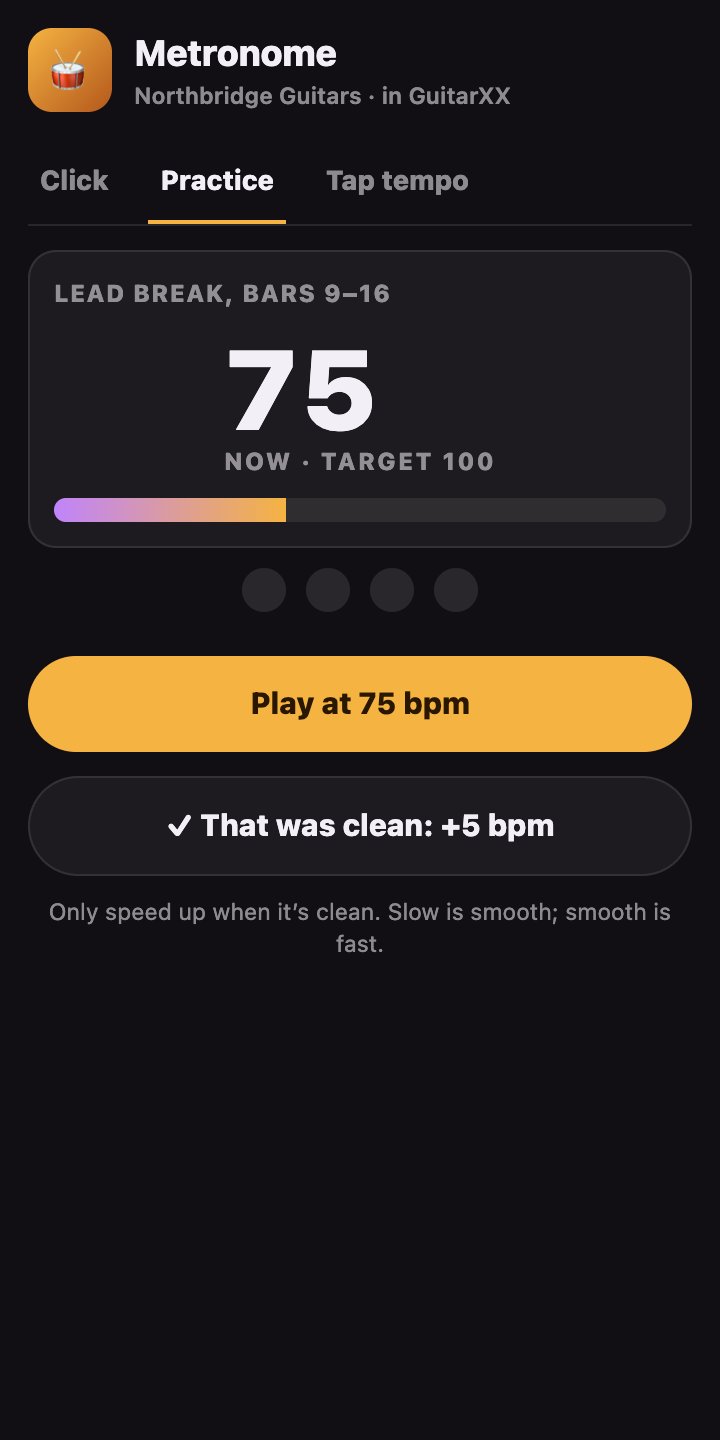 Metronome
Northbridge Guitars · in GuitarXX
Click Practice Tap tempo
LEAD BREAK, BARS 9–16
75
NOW · TARGET 100
Play at 75 bpm
✓ That was clean: +5 bpm
Only speed up when it’s clean. Slow is smooth; smooth is
fast.